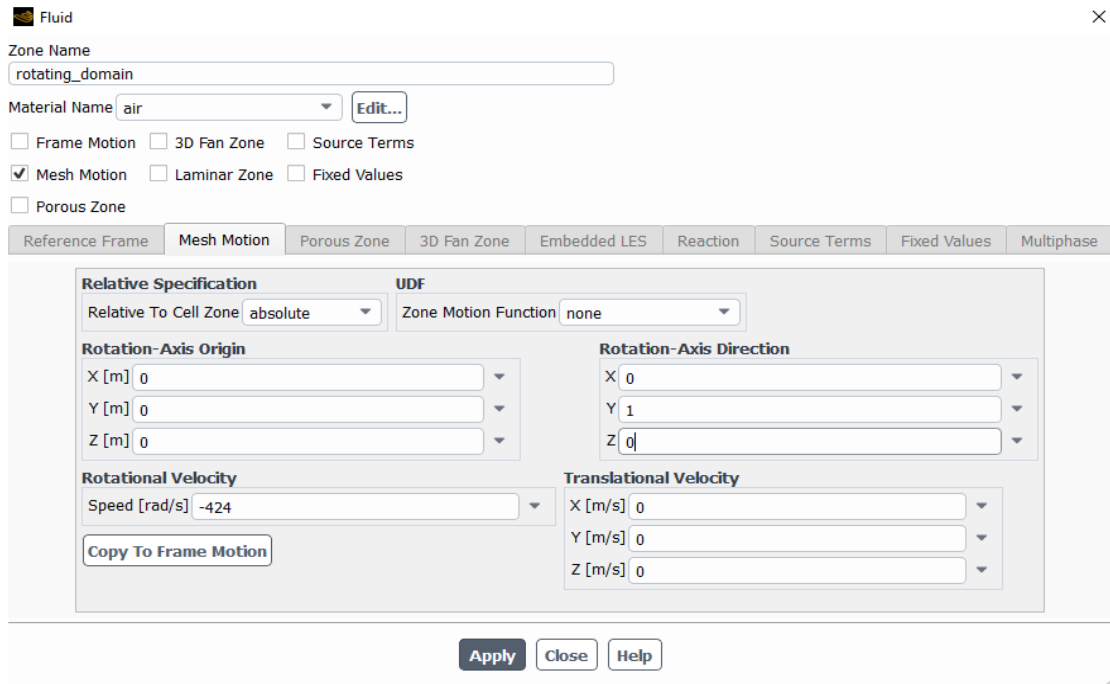 Fluid
Zone Name
rotating_domain
Material Name air Edit...
Frame Motion 3D Fan Zone Source Terms
Mesh Motion Laminar Zone Fixed Values
Porous Zone
Reference Frame Mesh Motion Porous Zone 3D Fan Zone Embedded LES Reaction Source Terms Fixed Values Multiphase
Relative Specification UDF
Relative To Cell Zone absolute Zone Motion Function none
Rotation-Axis Origin Rotation-Axis Direction
X [m] 0 X 0
Y [m] 0 Y 1
Z [m] 0 Z 0
Rotational Velocity Translational Velocity
Speed [rad/s] -424 X [m/s] 0
Copy To Frame Motion Y [m/s] 0
Z [m/s] 0
Apply Close Help